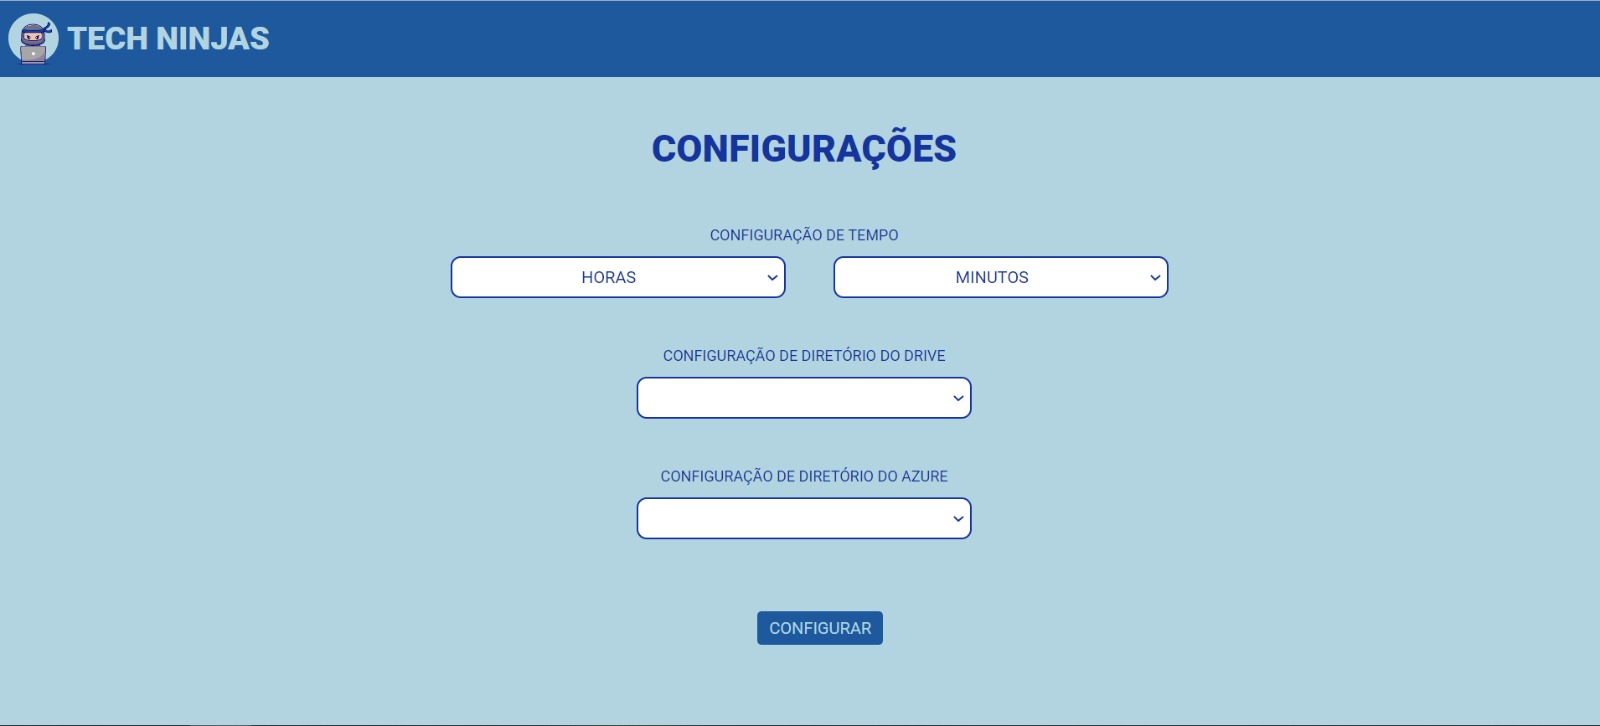 TECH NINJAS
CONFIGURAÇÕES
CONFIGURAÇÃO DE TEMPO
HORAS MINUTOS
CONFIGURAÇÃO DE DIRETÓRIO DO DRIVE
CONFIGURAÇÃO DE DIRETÓRIO DO AZURE
CONFIGURAR